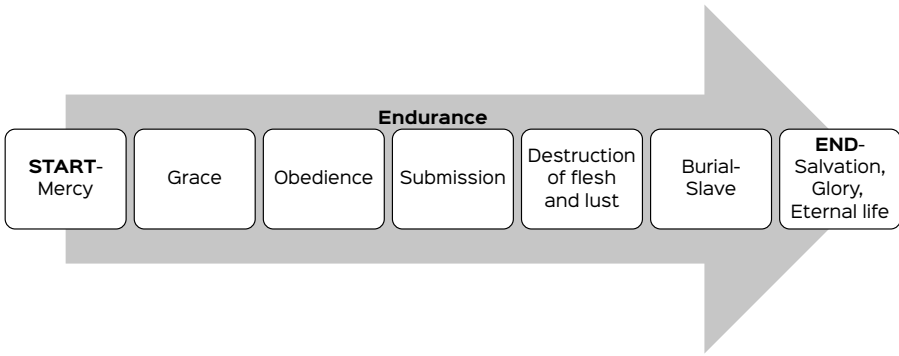 Endurance
START-
Mercy
Grace
Obedience
Submission
Destruction
of flesh
and lust
Burial-
Slave
END-
Salvation,
Glory,
Eternal life